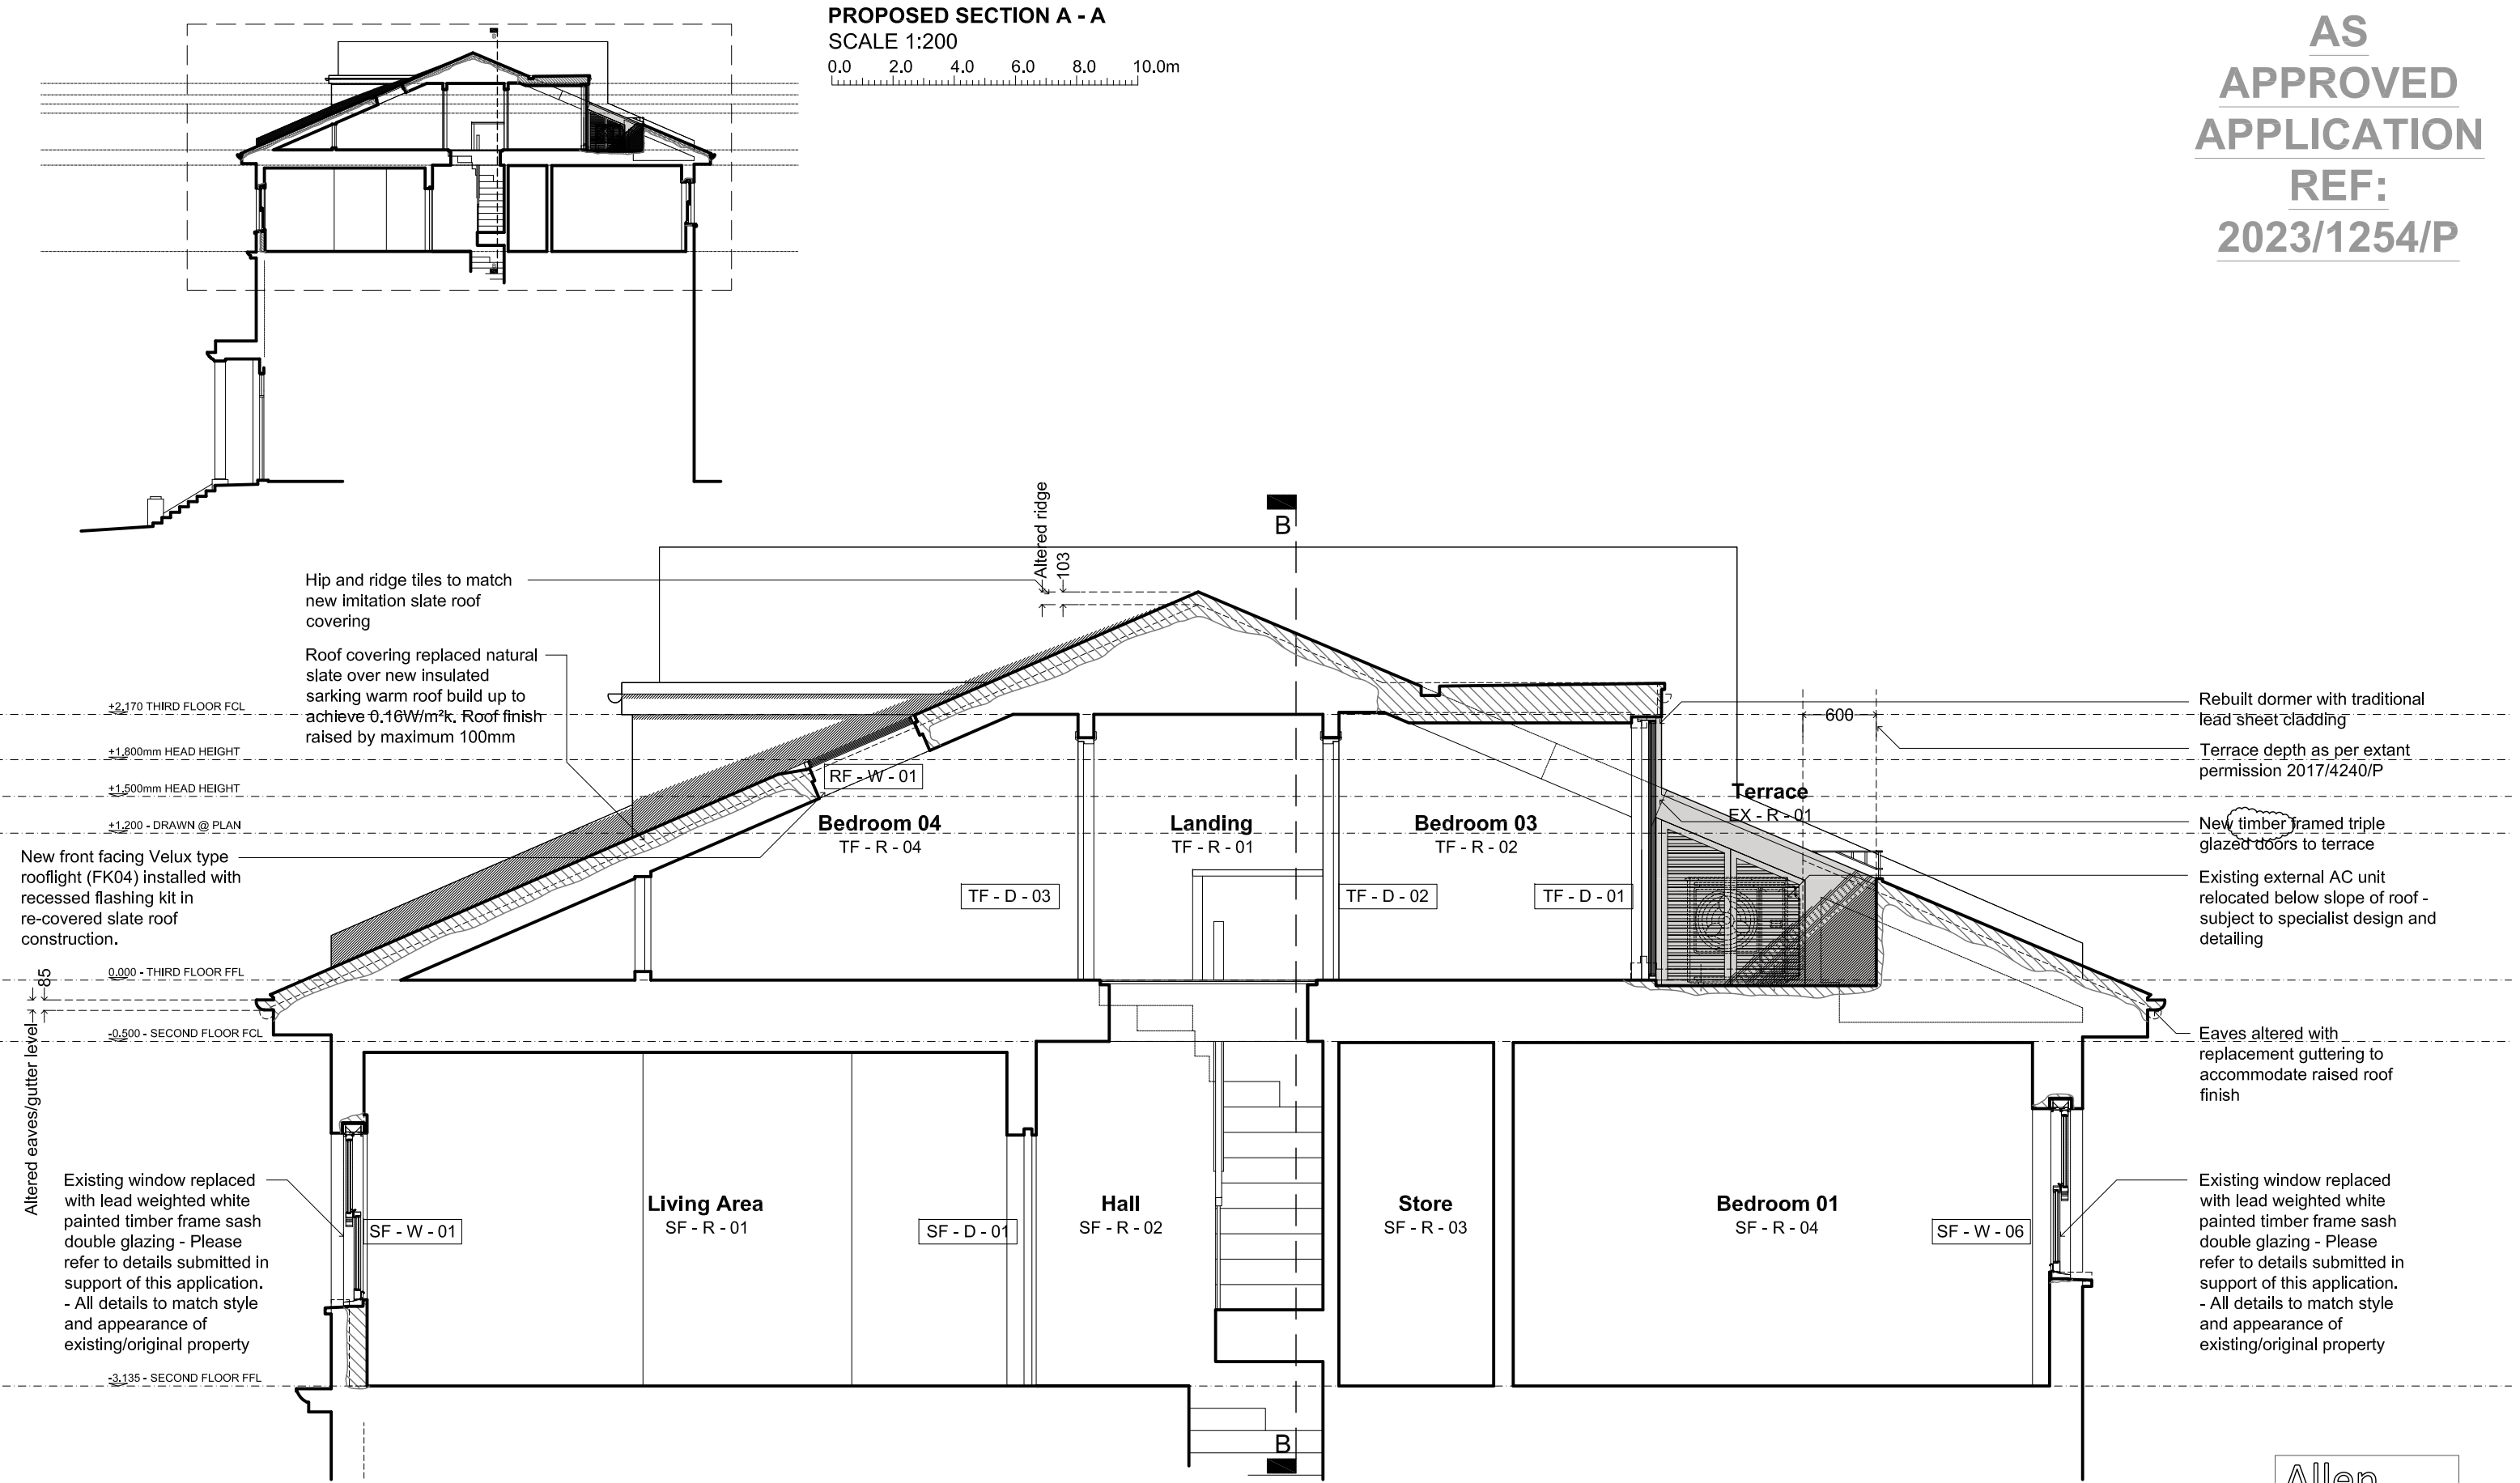 PROPOSED SECTION A - A
SCALE 1:200
0.0 2.0 4.0 6.0 8.0 10.0m
AS
APPROVED
APPLICATION
REF:
2023/1254/P
B
Altered ridge
103
Hip and ridge tiles to match
new imitation slate roof
covering
Roof covering replaced natural
slate over new insulated
sarking warm roof build up to
achieve 0.16W/m²k. Roof finish
raised by maximum 100mm
+2,170 THIRD FLOOR FCL
+1,800mm HEAD HEIGHT
+1,500mm HEAD HEIGHT
+1,200 - DRAWN @ PLAN
New front facing Velux type
rooflight (FK04) installed with
recessed flashing kit in
re-covered slate roof
construction.
0.000 - THIRD FLOOR FFL
85
Altered eaves/gutter level
-0.500 - SECOND FLOOR FCL
RF - W - 01
Bedroom 04
TF - R - 04
TF - D - 03
Landing
TF - R - 01
Bedroom 03
TF - R - 02
TF - D - 02
TF - D - 01
600
Terrace
EX - R - 01
Rebuilt dormer with traditional
lead sheet cladding
Terrace depth as per extant
permission 2017/4240/P
New timber framed triple
glazed doors to terrace
Existing external AC unit
relocated below slope of roof -
subject to specialist design and
detailing
Eaves altered with
replacement guttering to
accommodate raised roof
finish
Existing window replaced
with lead weighted white
painted timber frame sash
double glazing - Please
refer to details submitted in
support of this application.
- All details to match style
and appearance of
existing/original property
SF - W - 01
Living Area
SF - R - 01
SF - D - 01
Hall
SF - R - 02
Store
SF - R - 03
Bedroom 01
SF - R - 04
SF - W - 06
Existing window replaced
with lead weighted white
painted timber frame sash
double glazing - Please
refer to details submitted in
support of this application.
- All details to match style
and appearance of
existing/original property
-3.135 - SECOND FLOOR FFL
B
Allen